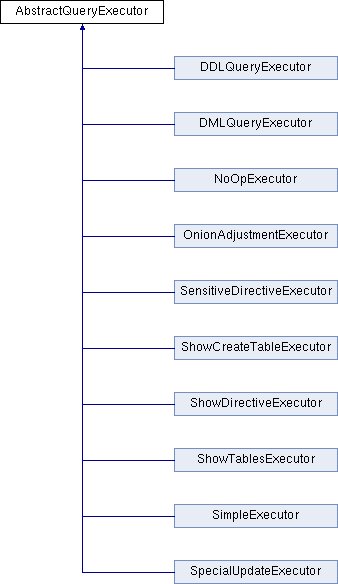 AbstractQueryExecutor
DDLQueryExecutor
DMLQueryExecutor
NoOpExecutor
OnionAdjustmentExecutor
SensitiveDirectiveExecutor
ShowCreateTableExecutor
ShowDirectiveExecutor
ShowTablesExecutor
SimpleExecutor
SpecialUpdateExecutor